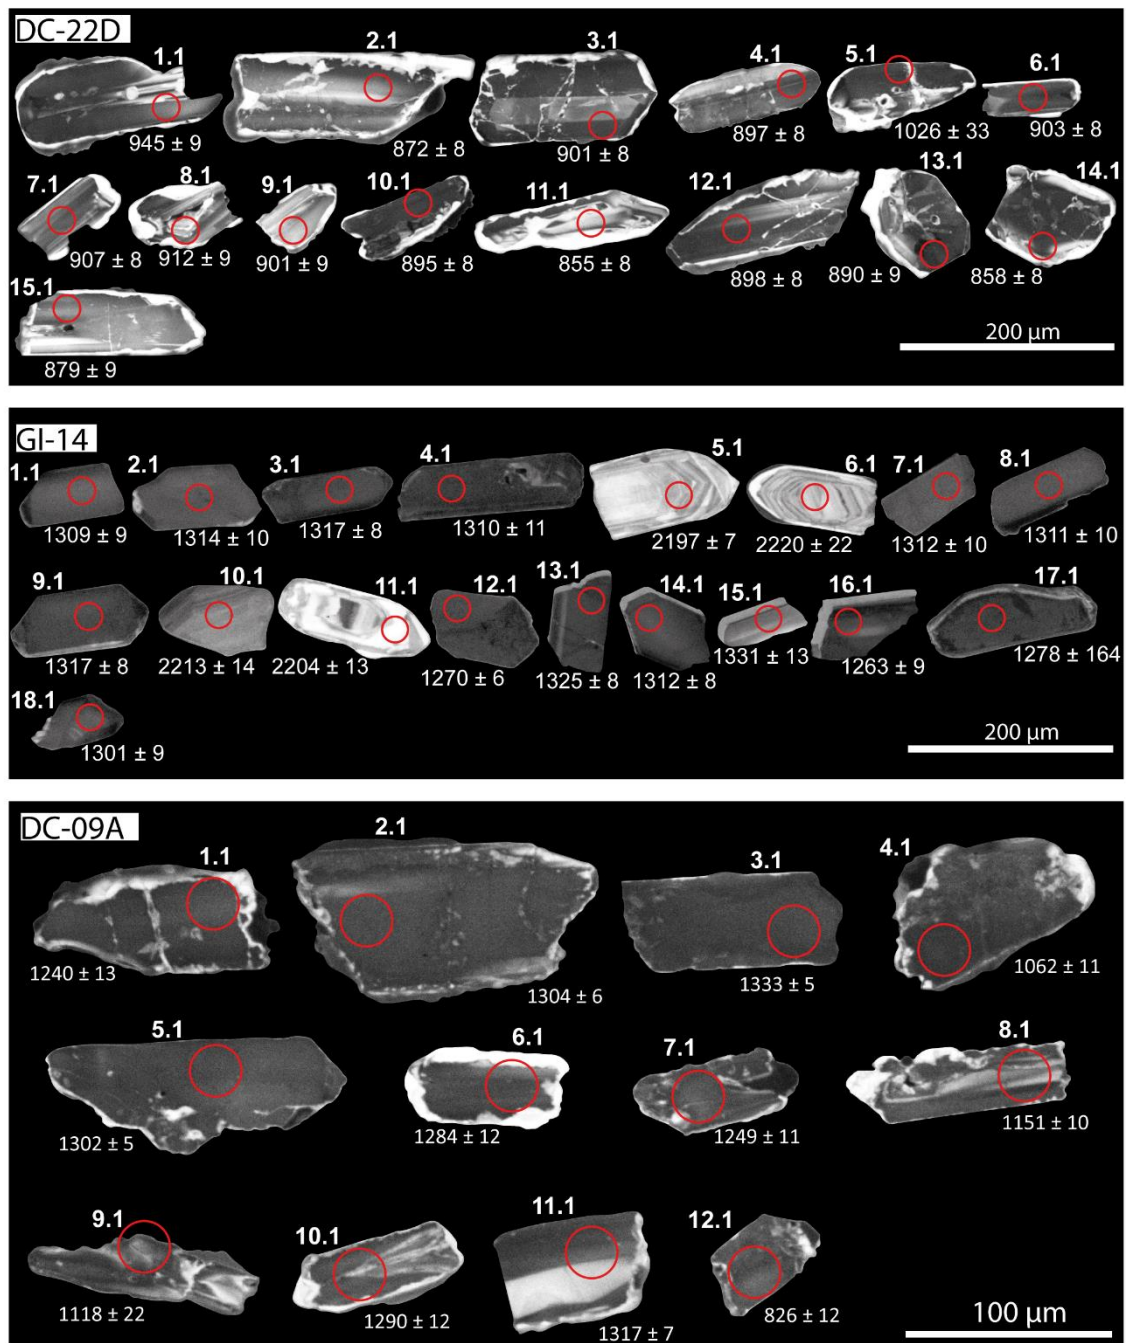 DC-22D
1.1 2.1 3.1 4.1 5.1 6.1
945 ± 9 872 ± 8 901 ± 8 897 ± 8 1026 ± 33 903 ± 8
7.1 8.1 9.1 10.1 11.1 12.1 13.1 14.1
907 ± 8 912 ± 9 901 ± 9 895 ± 8 855 ± 8 898 ± 8 890 ± 9 858 ± 8
15.1
879 ± 9
200 µm
GI-14
1.1 2.1 3.1 4.1 5.1 6.1 7.1 8.1
1309 ± 9 1314 ± 10 1317 ± 8 1310 ± 11 2197 ± 7 2220 ± 22 1312 ± 10 1311 ± 10
9.1 10.1 11.1 12.1 13.1 14.1 15.1 16.1 17.1
1317 ± 8 2213 ± 14 2204 ± 13 1270 ± 6 1325 ± 8 1312 ± 8 1331 ± 13 1263 ± 9 1278 ± 164
18.1
1301 ± 9
200 µm
DC-09A
1.1 2.1 3.1 4.1
1240 ± 13 1304 ± 6 1333 ± 5 1062 ± 11
5.1 6.1 7.1 8.1
1302 ± 5 1284 ± 12 1249 ± 11 1151 ± 10
9.1 10.1 11.1 12.1
1118 ± 22 1290 ± 12 1317 ± 7 826 ± 12
100 µm